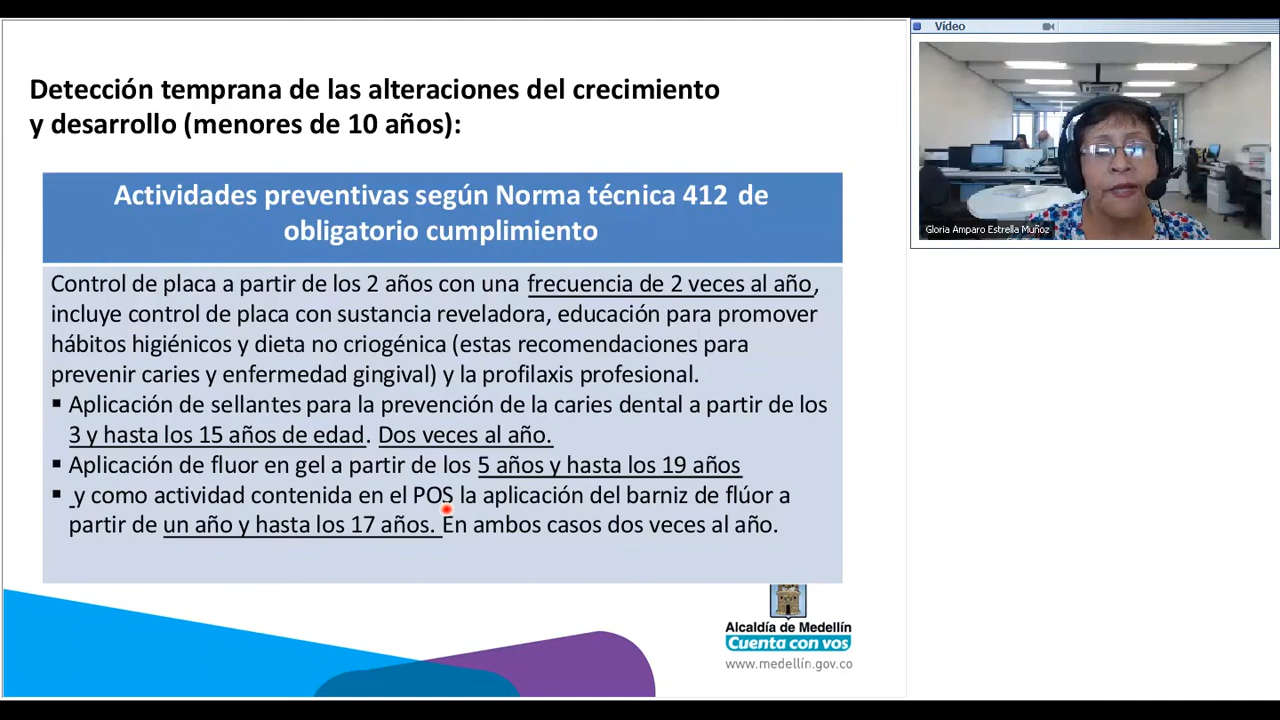 Detección temprana de las alteraciones del crecimiento
y desarrollo (menores de 10 años):
Actividades preventivas según Norma técnica 412 de
obligatorio cumplimiento
Control de placa a partir de los 2 años con una frecuencia de 2 veces al año,
incluye control de placa con sustancia reveladora, educación para promover
hábitos higiénicos y dieta no criogénica (estas recomendaciones para
prevenir caries y enfermedad gingival) y la profilaxis profesional.
▪ Aplicación de sellantes para la prevención de la caries dental a partir de los
3 y hasta los 15 años de edad. Dos veces al año.
▪ Aplicación de fluor en gel a partir de los 5 años y hasta los 19 años
▪ y como actividad contenida en el POS la aplicación del barniz de flúor a
partir de un año y hasta los 17 años. En ambos casos dos veces al año.
Alcaldía de Medellín
Cuenta con vos
www.medellín.gov.co
Vídeo
Gloria Amparo Estrella Muñoz